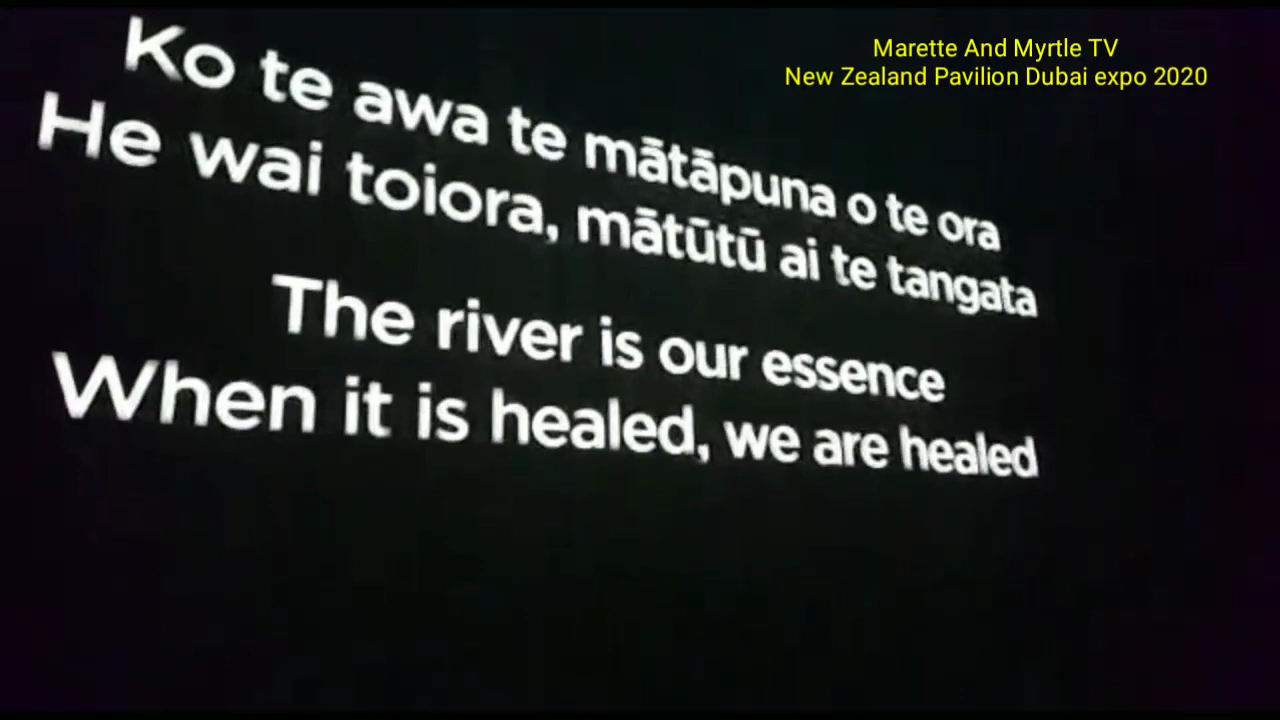 Marette And Myrtle TV
New Zealand Pavilion Dubai expo 2020
Ko te awa te mātāpuna o te ora
He wai toiora, mātūtū ai te tangata
The river is our essence
When it is healed, we are healed